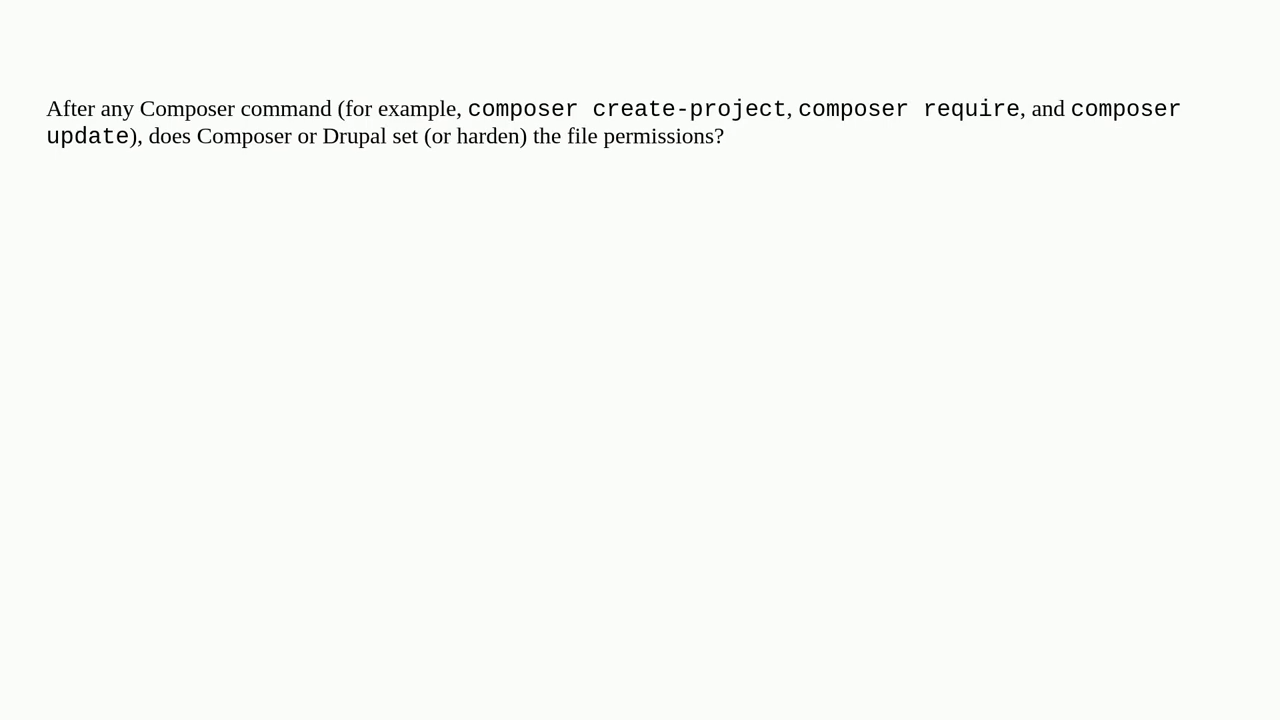 After any Composer command (for example, composer create-project, composer require, and composer
update), does Composer or Drupal set (or harden) the file permissions?